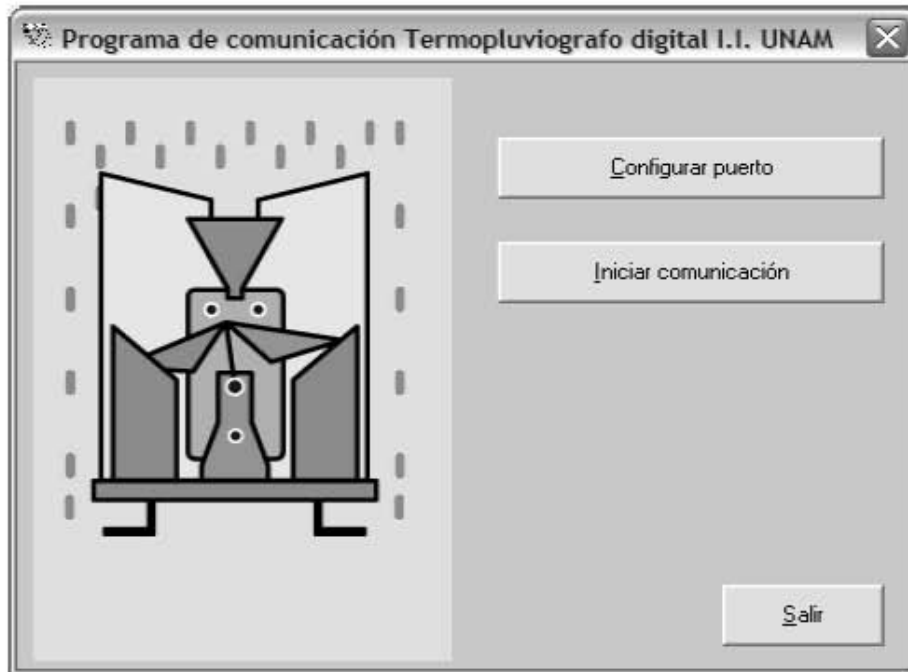 Programa de comunicación Termopluviografo digital I.I. UNAM
Configurar puerto
Iniciar comunicación
Salir